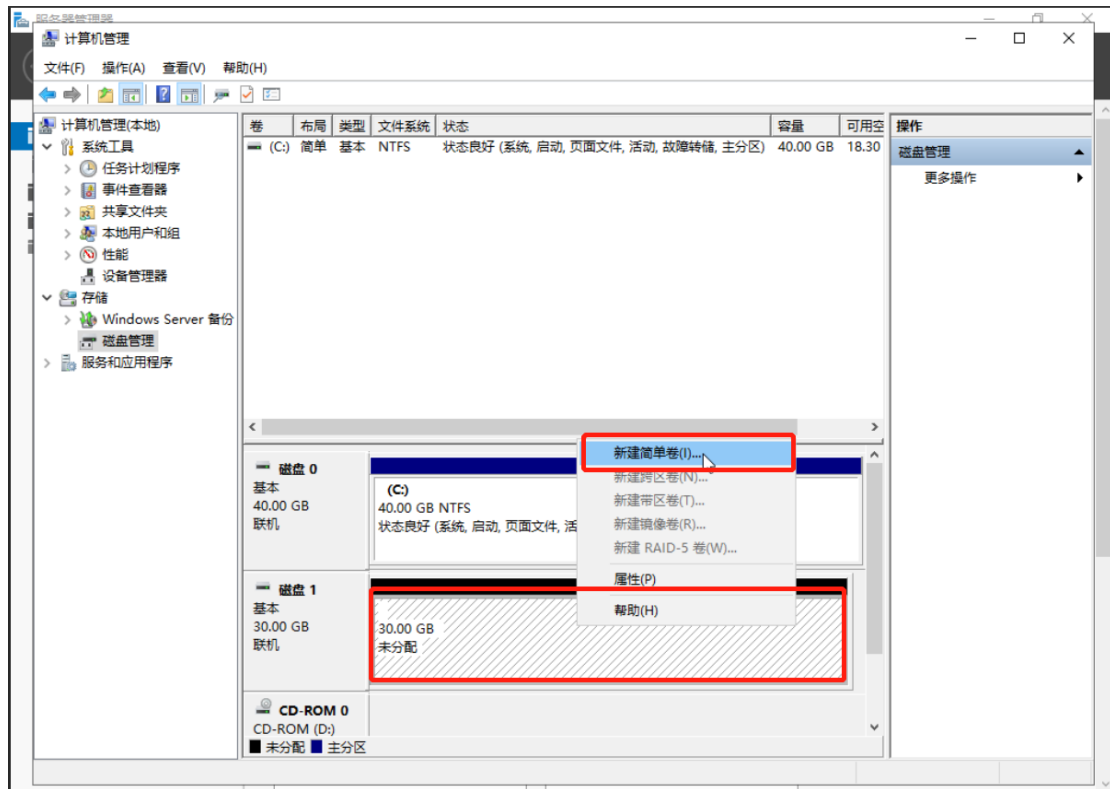 服务器管理器
计算机管理
文件(F) 操作(A) 查看(V) 帮助(H)
计算机管理(本地)
系统工具
任务计划程序
事件查看器
共享文件夹
本地用户和组
性能
设备管理器
存储
Windows Server 备份
磁盘管理
服务和应用程序
卷 布局 类型 文件系统 状态 容量 可用空
(C:) 简单 基本 NTFS 状态良好 (系统, 启动, 页面文件, 活动, 故障转储, 主分区) 40.00 GB 18.30
磁盘 0
基本
40.00 GB
联机
(C:)
40.00 GB NTFS
状态良好 (系统, 启动, 页面文件, 活
磁盘 1
基本
30.00 GB
联机
30.00 GB
未分配
CD-ROM 0
CD-ROM (D:)
未分配 主分区
新建简单卷(I)...
新建跨区卷(N)...
新建带区卷(T)...
新建镜像卷(R)...
新建 RAID-5 卷(W)...
属性(P)
帮助(H)
操作
磁盘管理
更多操作